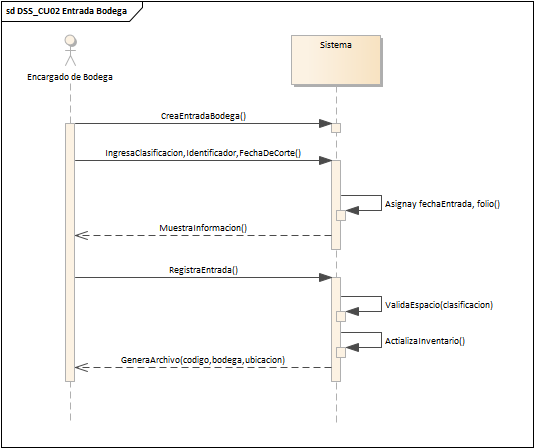 sd DSS_CU02 Entrada Bodega
Encargado de Bodega
Sistema
CreaEntradaBodega()
IngresaClasificacion,Identificador,FechaDeCorte()
Asignay fechaEntrada, folio()
MuestraInformacion()
RegistraEntrada()
ValidaEspacio(clasificacion)
ActializaInventario()
GeneraArchivo(codigo,bodega,ubicacion)